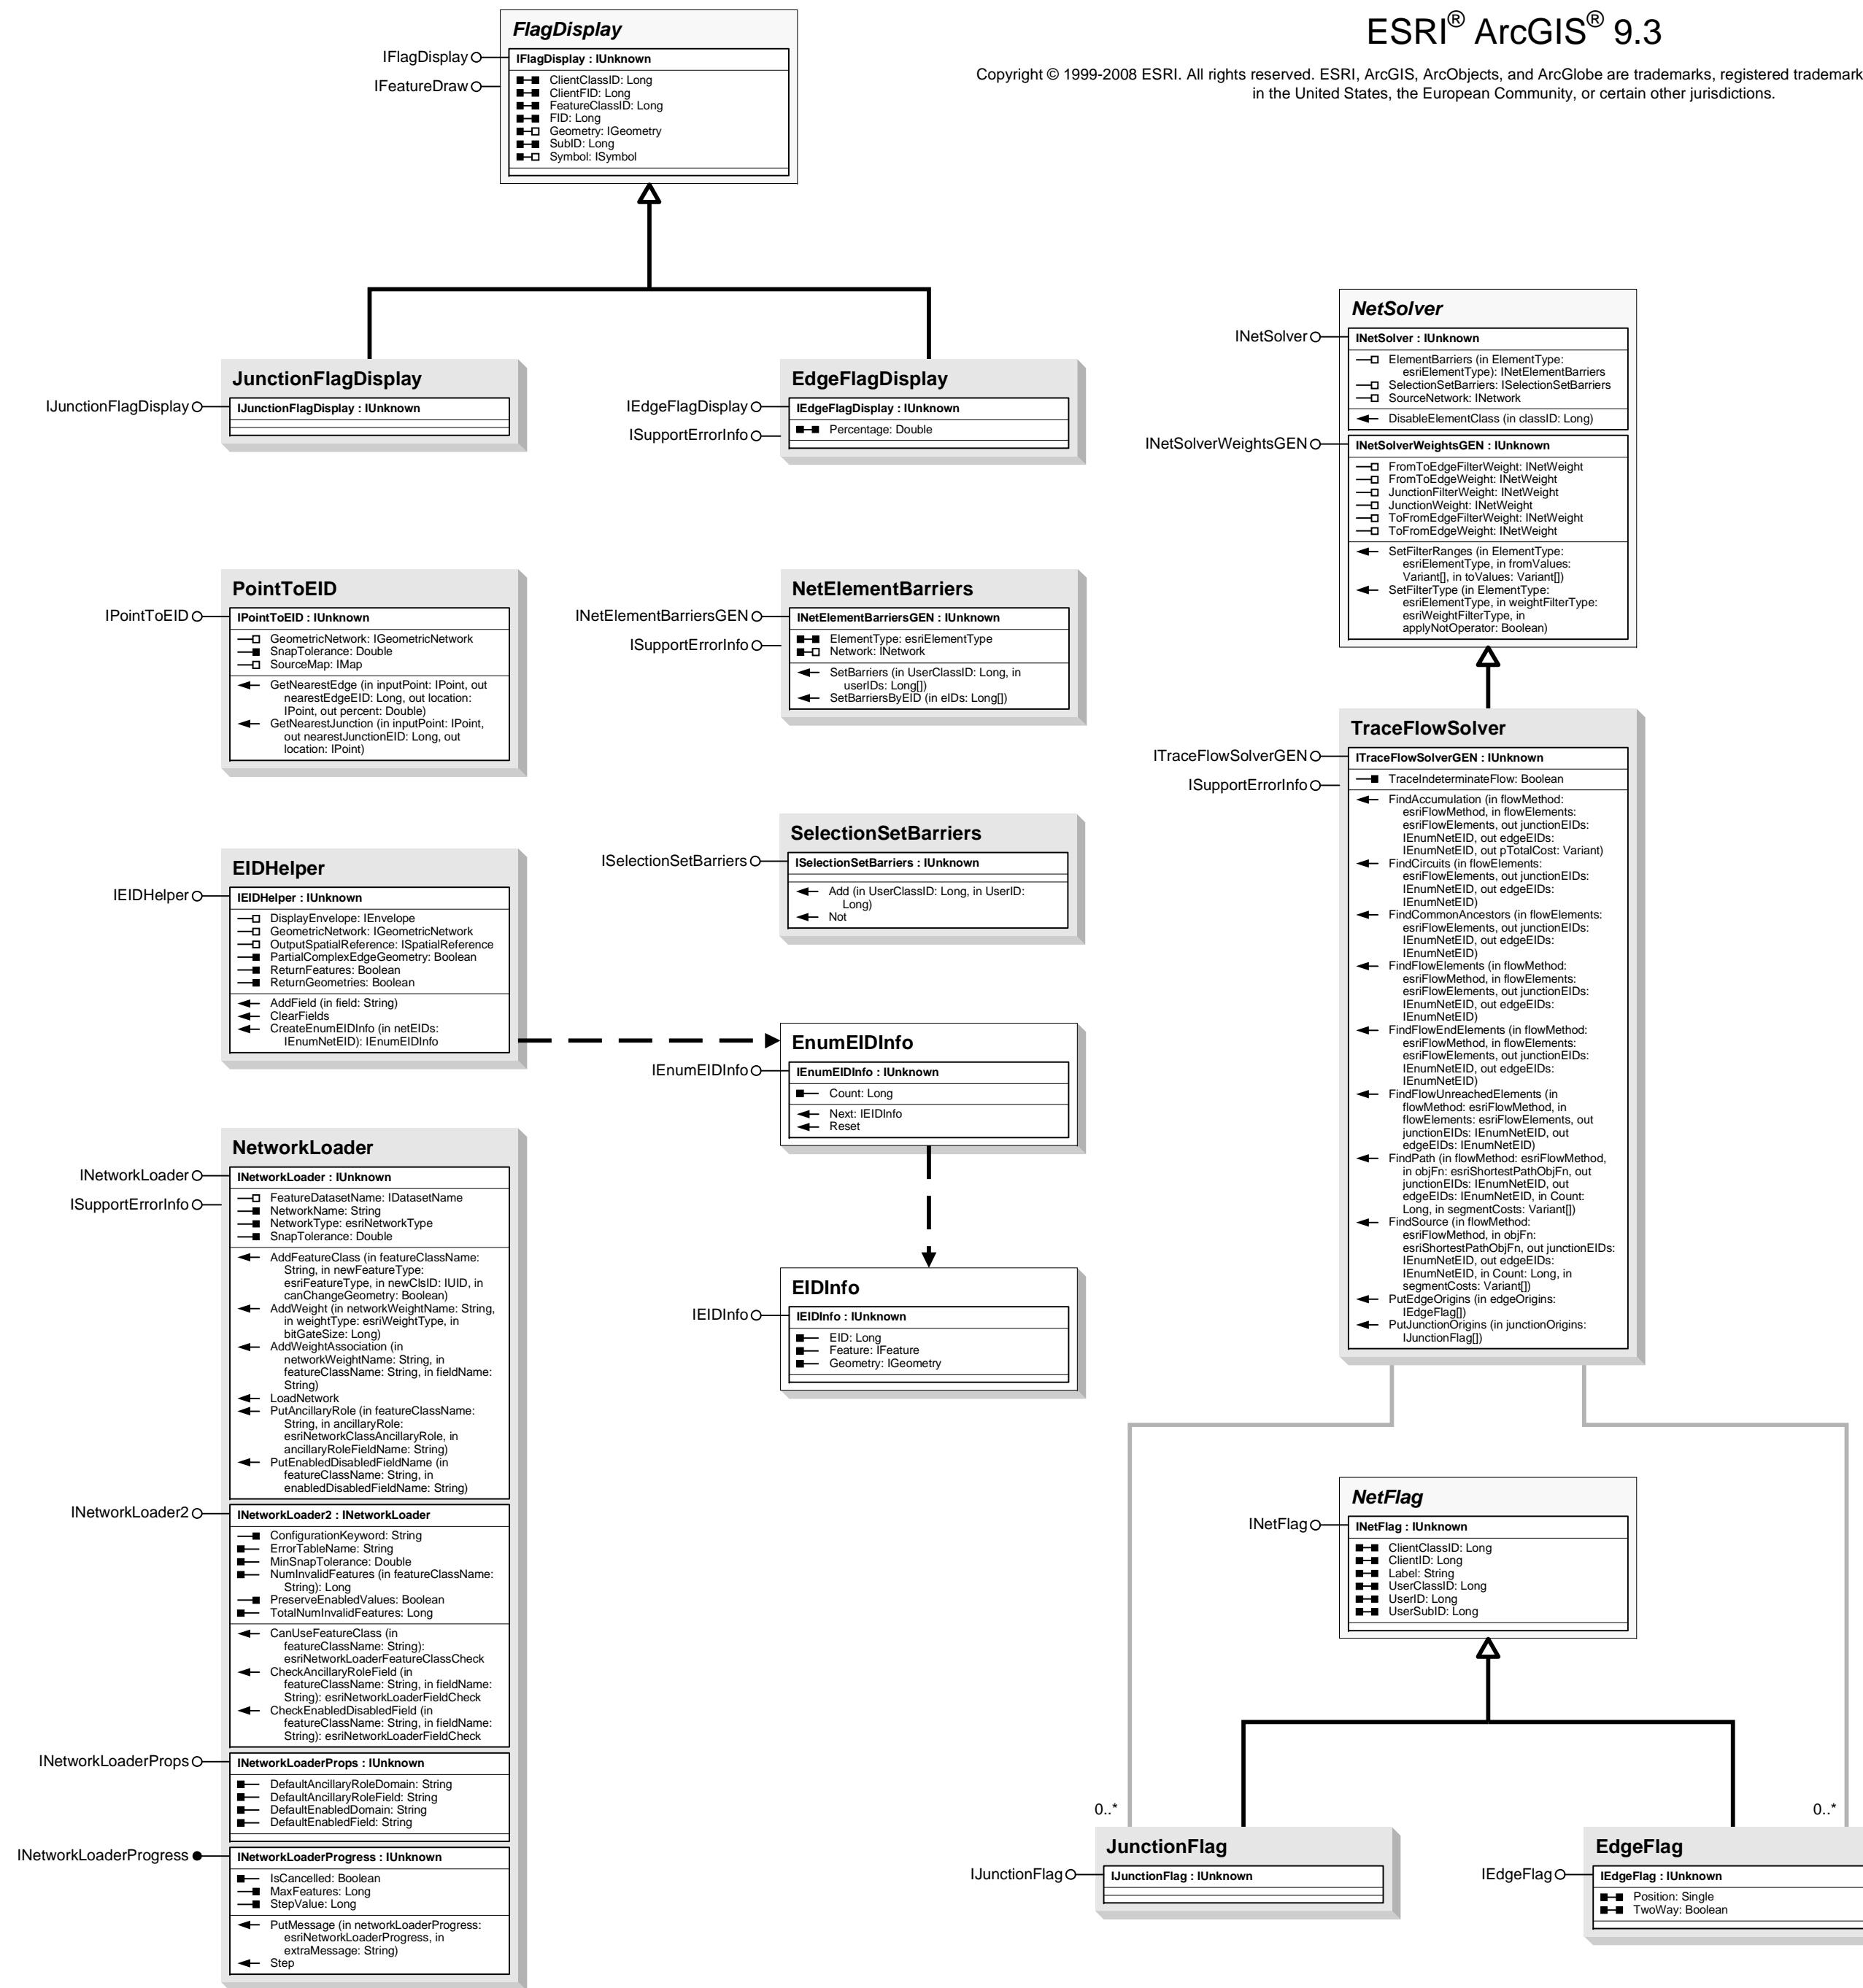 ESRI® ArcGIS® 9.3
Copyright © 1999-2008 ESRI. All rights reserved. ESRI, ArcGIS, ArcObjects, and ArcGlobe are trademarks, registered trademark
in the United States, the European Community, or certain other jurisdictions.
FlagDisplay
IFlagDisplay
IFeatureDraw
IFlagDisplay : IUnknown
ClientClassID: Long
ClientFID: Long
FeatureClassID: Long
FID: Long
Geometry: IGeometry
SubID: Long
Symbol: ISymbol
JunctionFlagDisplay
IJunctionFlagDisplay
IJunctionFlagDisplay : IUnknown
EdgeFlagDisplay
IEdgeFlagDisplay
ISupportErrorInfo
IEdgeFlagDisplay : IUnknown
Percentage: Double
PointToEID
IPointToEID
IPointToEID : IUnknown
GeometricNetwork: IGeometricNetwork
SnapTolerance: Double
SourceMap: IMap
GetNearestEdge (in inputPoint: IPoint, out
nearestEdgeEID: Long, out location:
IPoint, out percent: Double)
GetNearestJunction (in inputPoint: IPoint,
out nearestJunctionEID: Long, out
location: IPoint)
NetElementBarriers
INetElementBarriersGEN
ISupportErrorInfo
INetElementBarriersGEN : IUnknown
ElementType: esriElementType
Network: INetwork
SetBarriers (in UserClassID: Long, in
userIDs: Long[])
SetBarriersByEID (in eIDs: Long[])
SelectionSetBarriers
ISelectionSetBarriers
ISelectionSetBarriers : IUnknown
Add (in UserClassID: Long, in UserID:
Long)
Not
EIDHelper
IEIDHelper
IEIDHelper : IUnknown
DisplayEnvelope: IEnvelope
GeometricNetwork: IGeometricNetwork
OutputSpatialReference: ISpatialReference
PartialComplexEdgeGeometry: Boolean
ReturnFeatures: Boolean
ReturnGeometries: Boolean
AddField (in field: String)
ClearFields
CreateEnumEIDInfo (in netEIDs:
IEnumNetEID): IEnumEIDInfo
EnumEIDInfo
IEnumEIDInfo
IEnumEIDInfo : IUnknown
Count: Long
Next: IEIDInfo
Reset
EIDInfo
IEIDInfo
IEIDInfo : IUnknown
EID: Long
Feature: IFeature
Geometry: IGeometry
NetworkLoader
INetworkLoader
ISupportErrorInfo
INetworkLoader : IUnknown
FeatureDatasetName: IDatasetName
NetworkName: String
NetworkType: esriNetworkType
SnapTolerance: Double
AddFeatureClass (in featureClassName:
String, in newFeatureType:
esriFeatureType, in newClsID: IUID, in
canChangeGeometry: Boolean)
AddWeight (in networkWeightName: String,
in weightType: esriWeightType, in
bitGateSize: Long)
AddWeightAssociation (in
networkWeightName: String, in
featureClassName: String, in fieldName:
String)
LoadNetwork
PutAncillaryRole (in featureClassName:
String, in ancillaryRole:
esriNetworkClassAncillaryRole, in
ancillaryRoleFieldName: String)
PutEnabledDisabledFieldName (in
featureClassName: String, in
enabledDisabledFieldName: String)
INetworkLoader2
INetworkLoader2 : INetworkLoader
ConfigurationKeyword: String
ErrorTableName: String
MinSnapTolerance: Double
NumInvalidFeatures (in featureClassName:
String): Long
PreserveEnabledValues: Boolean
TotalNumInvalidFeatures: Long
CanUseFeatureClass (in
featureClassName: String):
esriNetworkLoaderFeatureClassCheck
CheckAncillaryRoleField (in
featureClassName: String, in fieldName:
String): esriNetworkLoaderFieldCheck
CheckEnabledDisabledField (in
featureClassName: String, in fieldName:
String): esriNetworkLoaderFieldCheck
INetworkLoaderProps
INetworkLoaderProps : IUnknown
DefaultAncillaryRoleDomain: String
DefaultAncillaryRoleField: String
DefaultEnabledDomain: String
DefaultEnabledField: String
INetworkLoaderProgress
INetworkLoaderProgress : IUnknown
IsCancelled: Boolean
MaxFeatures: Long
StepValue: Long
PutMessage (in networkLoaderProgress:
esriNetworkLoaderProgress, in
extraMessage: String)
Step
NetSolver
INetSolver
INetSolver : IUnknown
ElementBarriers (in ElementType:
esriElementType): INetElementBarriers
SelectionSetBarriers: ISelectionSetBarriers
SourceNetwork: INetwork
DisableElementClass (in classID: Long)
INetSolverWeightsGEN
INetSolverWeightsGEN : IUnknown
FromToEdgeFilterWeight: INetWeight
FromToEdgeWeight: INetWeight
JunctionFilterWeight: INetWeight
JunctionWeight: INetWeight
ToFromEdgeFilterWeight: INetWeight
ToFromEdgeWeight: INetWeight
SetFilterRanges (in ElementType:
esriElementType, in fromValues:
Variant[], in toValues: Variant[])
SetFilterType (in ElementType:
esriElementType, in weightFilterType:
esriWeightFilterType, in
applyNotOperator: Boolean)
TraceFlowSolver
ITraceFlowSolverGEN
ISupportErrorInfo
ITraceFlowSolverGEN : IUnknown
TraceIndeterminateFlow: Boolean
FindAccumulation (in flowMethod:
esriFlowMethod, in flowElements:
esriFlowElements, out junctionEIDs:
IEnumNetEID, out edgeEIDs:
IEnumNetEID, out pTotalCost: Variant)
FindCircuits (in flowElements:
esriFlowElements, out junctionEIDs:
IEnumNetEID, out edgeEIDs:
IEnumNetEID)
FindCommonAncestors (in flowElements:
esriFlowElements, out junctionEIDs:
IEnumNetEID, out edgeEIDs:
IEnumNetEID)
FindFlowElements (in flowMethod:
esriFlowMethod, in flowElements:
esriFlowElements, out junctionEIDs:
IEnumNetEID, out edgeEIDs:
IEnumNetEID)
FindFlowEndElements (in flowMethod:
esriFlowMethod, in flowElements:
esriFlowElements, out junctionEIDs:
IEnumNetEID, out edgeEIDs:
IEnumNetEID)
FindFlowUnreachedElements (in
flowMethod: esriFlowMethod, in
flowElements: esriFlowElements, out
junctionEIDs: IEnumNetEID, out
edgeEIDs: IEnumNetEID)
FindPath (in flowMethod: esriFlowMethod,
in objFn: esriShortestPathObjFn, out
junctionEIDs: IEnumNetEID, out
edgeEIDs: IEnumNetEID, in Count:
Long, in segmentCosts: Variant[])
FindSource (in flowMethod:
esriFlowMethod, in objFn:
esriShortestPathObjFn, out junctionEIDs:
IEnumNetEID, out edgeEIDs:
IEnumNetEID, in Count: Long, in
segmentCosts: Variant[])
PutEdgeOrigins (in edgeOrigins:
IEdgeFlag[])
PutJunctionOrigins (in junctionOrigins:
IJunctionFlag[])
NetFlag
INetFlag
INetFlag : IUnknown
ClientClassID: Long
ClientID: Long
Label: String
UserClassID: Long
UserID: Long
UserSubID: Long
0..*
0..*
JunctionFlag
IJunctionFlag
IJunctionFlag : IUnknown
EdgeFlag
IEdgeFlag
IEdgeFlag : IUnknown
Position: Single
TwoWay: Boolean